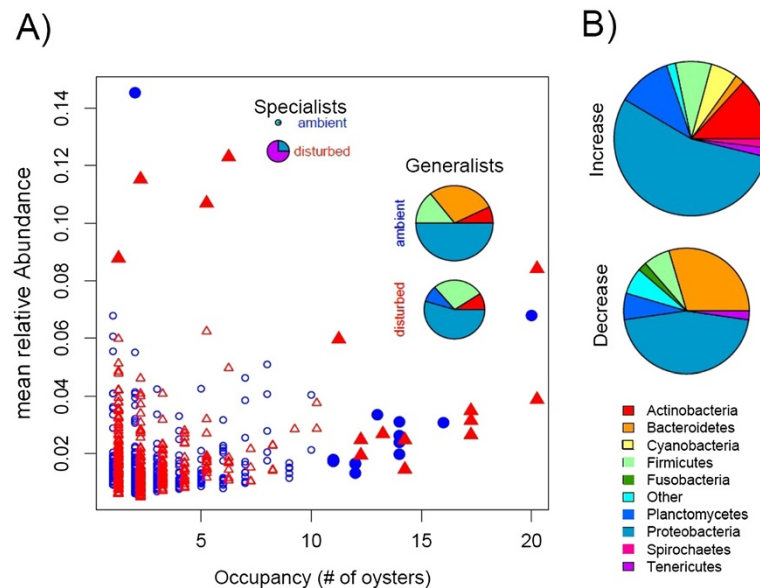 A)
B)
mean relative Abundance
0.14
0.12
0.10
0.08
0.06
0.04
0.02
5
10
15
20
Occupancy (# of oysters)
Specialists
ambient
disturbed
Generalists
ambient
disturbed
Increase
Decrease
Actinobacteria
Bacteroidetes
Cyanobacteria
Firmicutes
Fusobacteria
Other
Planctomycetes
Proteobacteria
Spirochaetes
Tenericutes